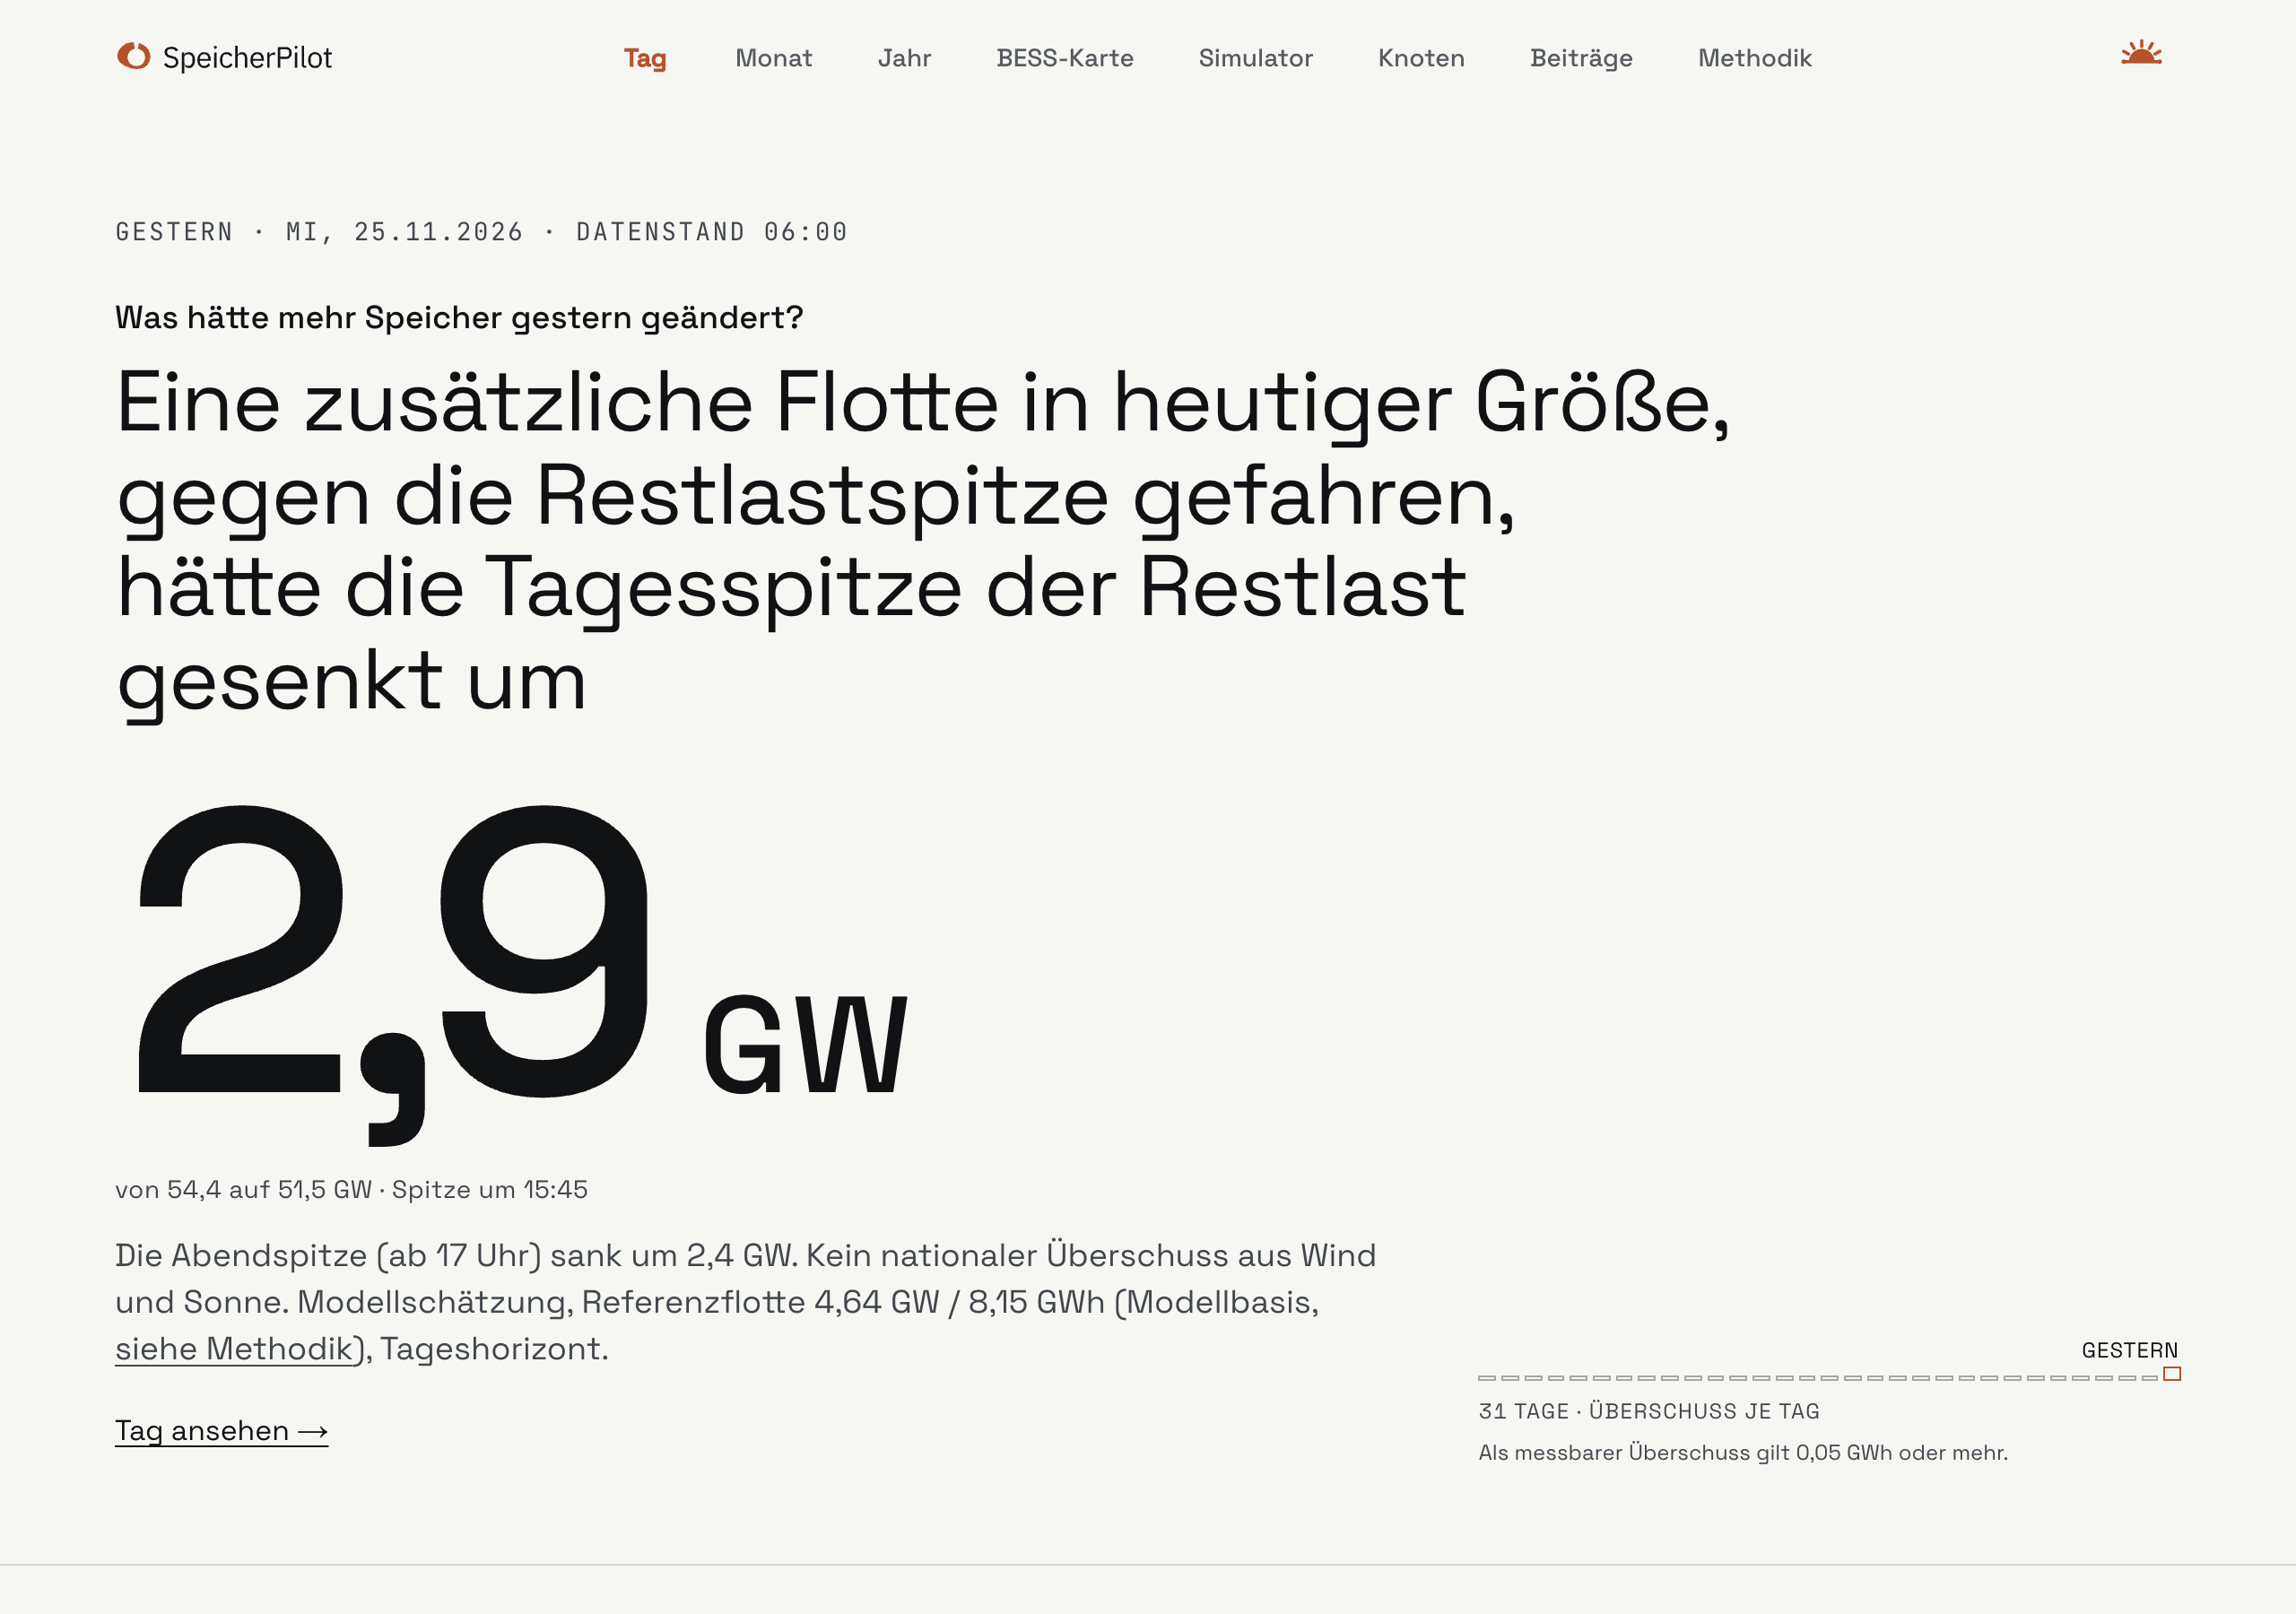 SpeicherPilot
Tag Monat Jahr BESS-Karte Simulator Knoten Beiträge Methodik
GESTERN · MI, 25.11.2026 · DATENSTAND 06:00
Was hätte mehr Speicher gestern geändert?
Eine zusätzliche Flotte in heutiger Größe,
gegen die Restlastspitze gefahren,
hätte die Tagesspitze der Restlast
gesenkt um
2,9 GW
von 54,4 auf 51,5 GW · Spitze um 15:45
Die Abendspitze (ab 17 Uhr) sank um 2,4 GW. Kein nationaler Überschuss aus Wind
und Sonne. Modellschätzung, Referenzflotte 4,64 GW / 8,15 GWh (Modellbasis,
siehe Methodik), Tageshorizont.
Tag ansehen →
GESTERN
31 TAGE · ÜBERSCHUSS JE TAG
Als messbarer Überschuss gilt 0,05 GWh oder mehr.